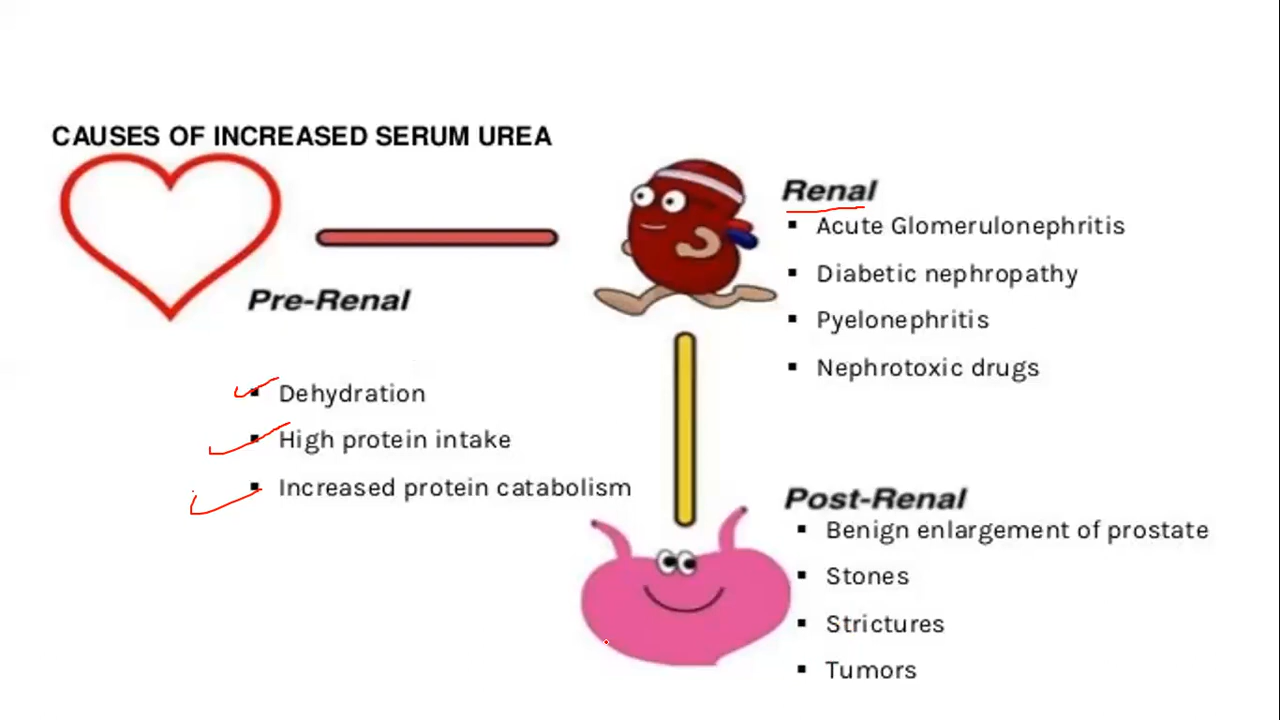 CAUSES OF INCREASED SERUM UREA
Pre-Renal
▪ Dehydration
▪ High protein intake
▪ Increased protein catabolism
Renal
▪ Acute Glomerulonephritis
▪ Diabetic nephropathy
▪ Pyelonephritis
▪ Nephrotoxic drugs
Post-Renal
▪ Benign enlargement of prostate
▪ Stones
▪ Strictures
▪ Tumors